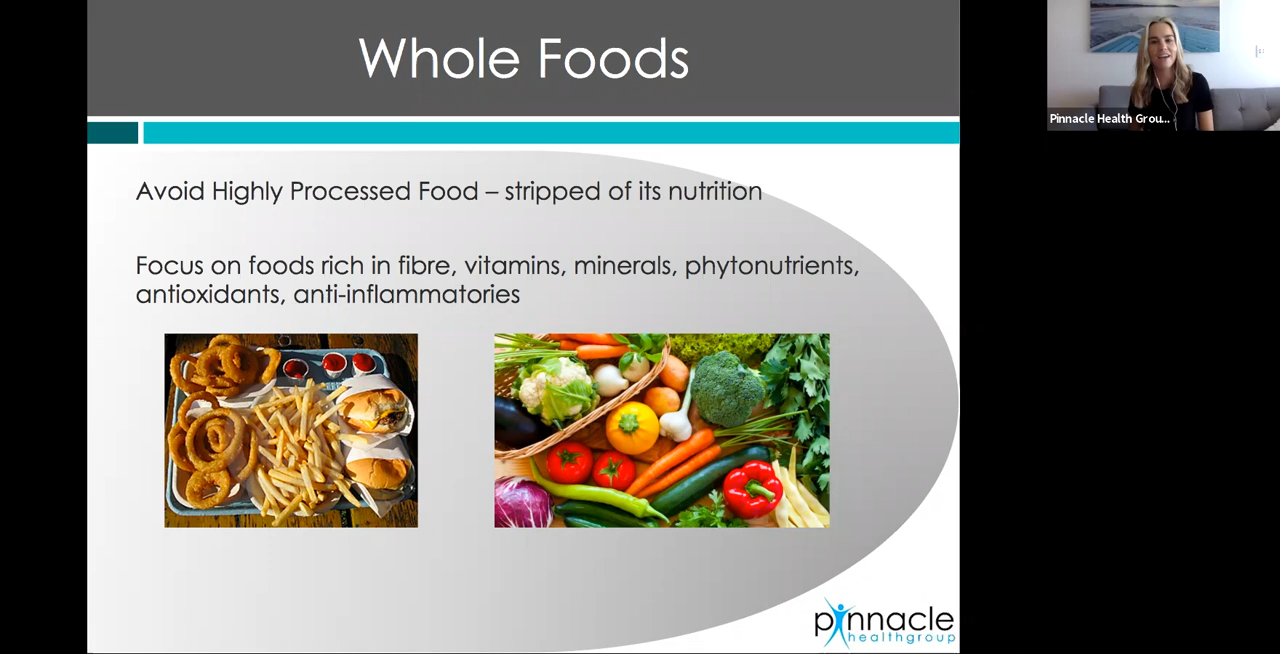 Whole Foods
Pinnacle Health Grou...
Avoid Highly Processed Food – stripped of its nutrition
Focus on foods rich in fibre, vitamins, minerals, phytonutrients,
antioxidants, anti-inflammatories
pinnacle
healthgroup